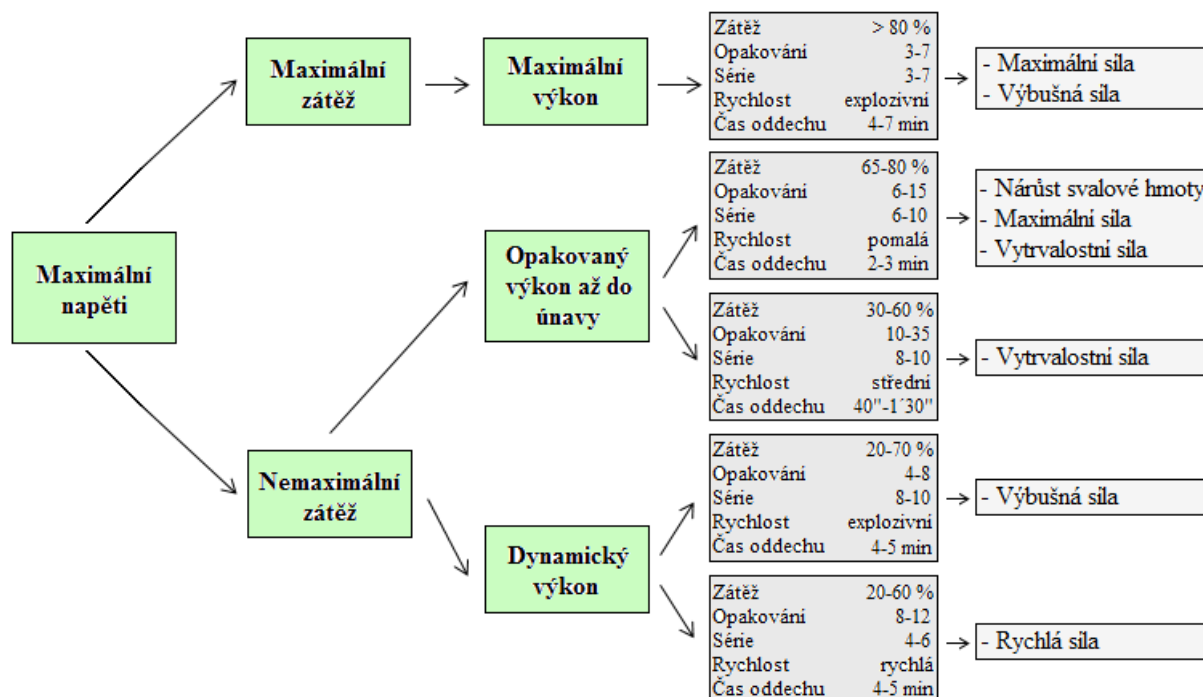 Maximální
napěti
Maximální
zátěž
Maximální
výkon
Zátěž > 80 %
Opakování 3-7
Série 3-7
Rychlost explozivní
Čas oddechu 4-7 min
- Maximální síla
- Výbušná síla
Nemaximální
zátěž
Opakovaný
výkon až do
únavy
Zátěž 65-80 %
Opakování 6-15
Série 6-10
Rychlost pomalá
Čas oddechu 2-3 min
- Nárůst svalové hmoty
- Maximální síla
- Vytrvalostní síla
Zátěž 30-60 %
Opakování 10-35
Série 8-10
Rychlost střední
Čas oddechu 40"-1´30"
- Vytrvalostní síla
Dynamický
výkon
Zátěž 20-70 %
Opakování 4-8
Série 8-10
Rychlost explozivní
Čas oddechu 4-5 min
- Výbušná síla
Zátěž 20-60 %
Opakování 8-12
Série 4-6
Rychlost rychlá
Čas oddechu 4-5 min
- Rychlá síla